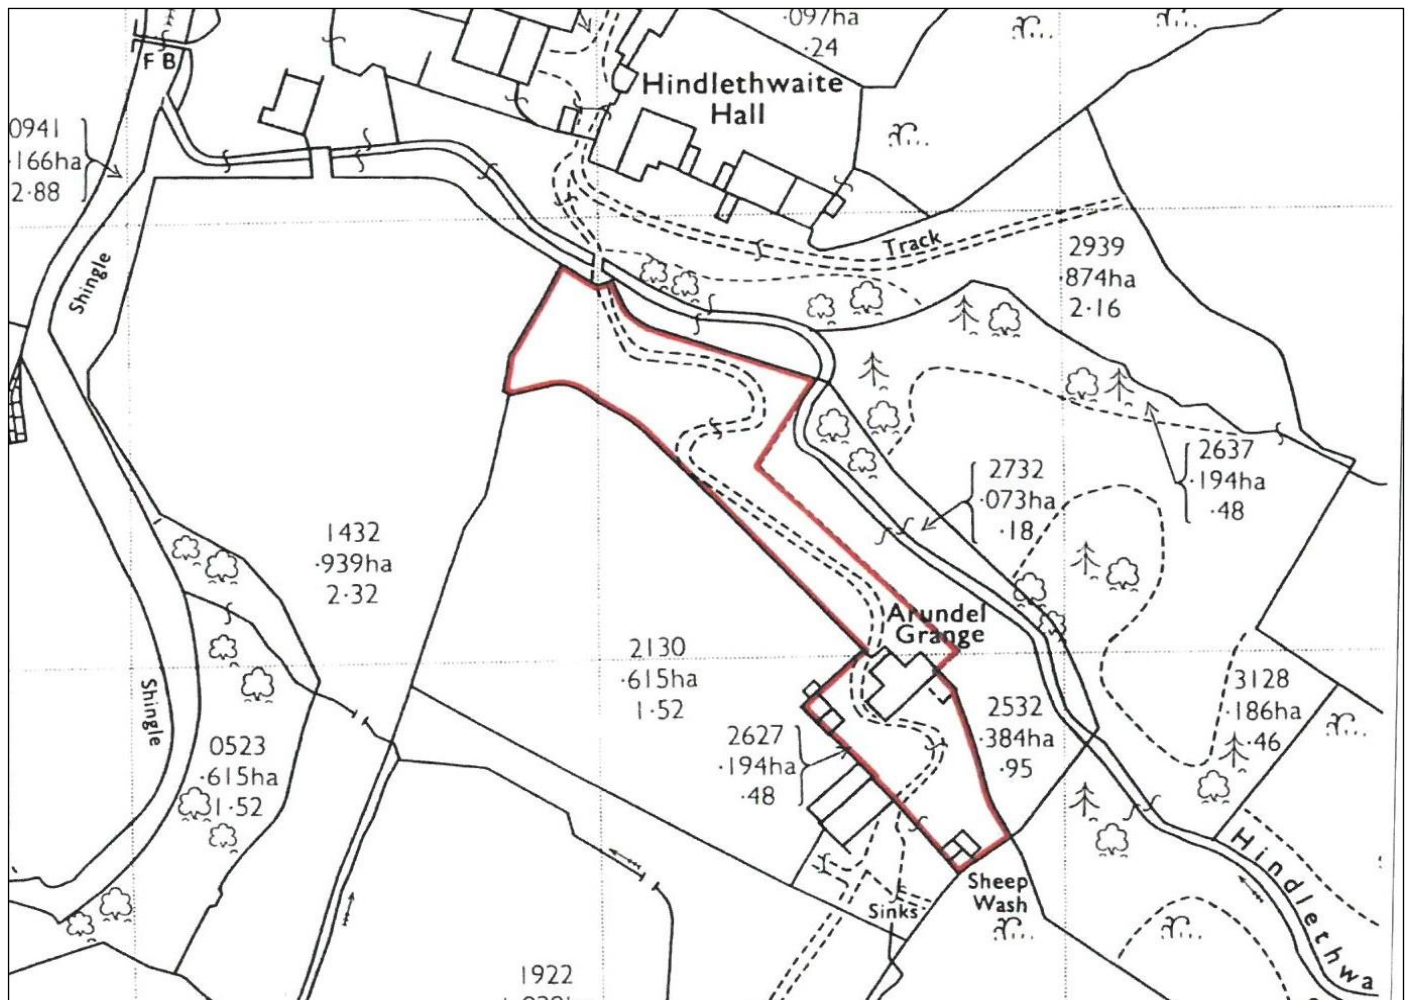 ·097ha
·24
F B
Hindlethwaite
Hall
0941
·166ha
2·88
Track
2939
·874ha
2·16
Shingle
2637
·194ha
·48
2732
·073ha
·18
1432
·939ha
2·32
Arundel
Grange
2130
·615ha
1·52
3128
·186ha
·46
Shingle
2532
·384ha
·95
2627
·194ha
·48
0523
·615ha
1·52
Hindlethwa
Sheep
Wash
Sinks
1922